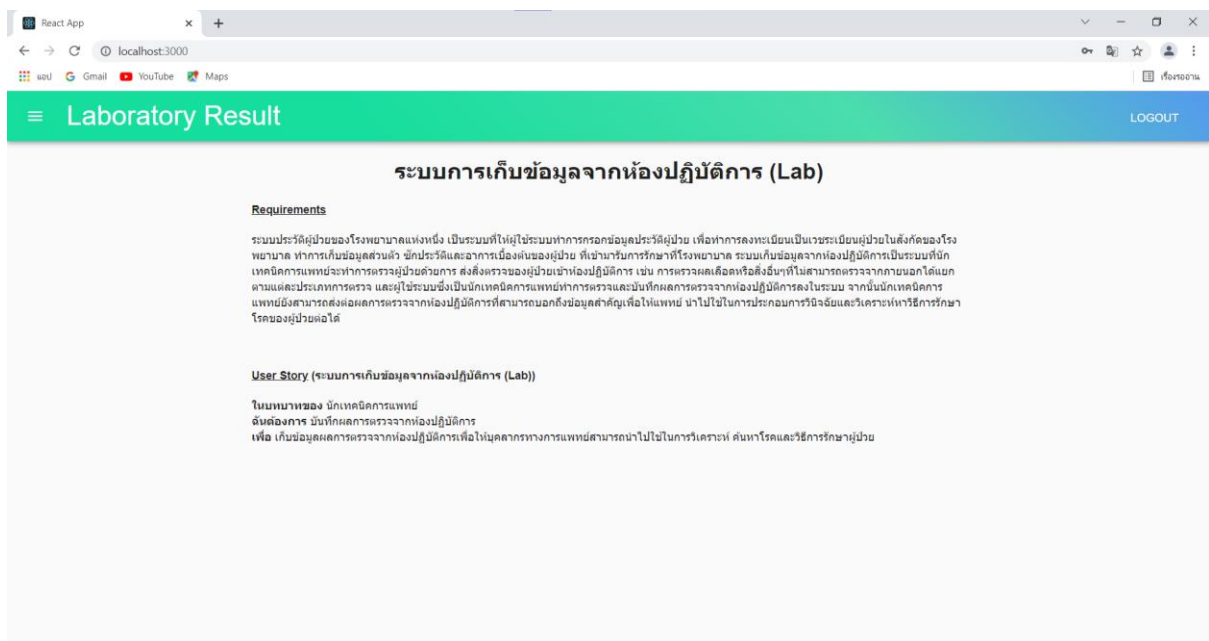 React App
localhost:3000
แอป Gmail YouTube Maps
เรื่องรออ่าน
Laboratory Result
LOGOUT
ระบบการเก็บข้อมูลจากห้องปฏิบัติการ (Lab)
Requirements
ระบบประวัติผู้ป่วยของโรงพยาบาลแห่งหนึ่ง เป็นระบบที่ให้ผู้ใช้ระบบทำการกรอกข้อมูลประวัติผู้ป่วย เพื่อทำการลงทะเบียนเป็นเวชระเบียนผู้ป่วยในสังกัดของโรง
พยาบาล ทำการเก็บข้อมูลส่วนตัว ซักประวัติและอาการเบื้องต้นของผู้ป่วย ที่เข้ามารับการรักษาที่โรงพยาบาล ระบบเก็บข้อมูลจากห้องปฏิบัติการเป็นระบบที่นัก
เทคนิคการแพทย์จะทำการตรวจผู้ป่วยด้วยการ ส่งสิ่งตรวจของผู้ป่วยเข้าห้องปฏิบัติการ เช่น การตรวจผลเลือดหรือสิ่งอื่นๆที่ไม่สามารถตรวจจากภายนอกได้แยก
ตามแต่ละประเภทการตรวจ และผู้ใช้ระบบซึ่งเป็นนักเทคนิคการแพทย์ทำการตรวจและบันทึกผลการตรวจจากห้องปฏิบัติการลงในระบบ จากนั้นนักเทคนิคการ
แพทย์ยังสามารถส่งต่อผลการตรวจจากห้องปฏิบัติการที่สามารถบอกถึงข้อมูลสำคัญเพื่อให้แพทย์ นำไปใช้ในการประกอบการวินิจฉัยและวิเคราะห์หาวิธีการรักษา
โรคของผู้ป่วยต่อได้
User Story (ระบบการเก็บข้อมูลจากห้องปฏิบัติการ (Lab))
ในบทบาทของ นักเทคนิคการแพทย์
ฉันต้องการ บันทึกผลการตรวจจากห้องปฏิบัติการ
เพื่อ เก็บข้อมูลผลการตรวจจากห้องปฏิบัติการเพื่อให้บุคลากรทางการแพทย์สามารถนำไปใช้ในการวิเคราะห์ ค้นหาโรคและวิธีการรักษาผู้ป่วย